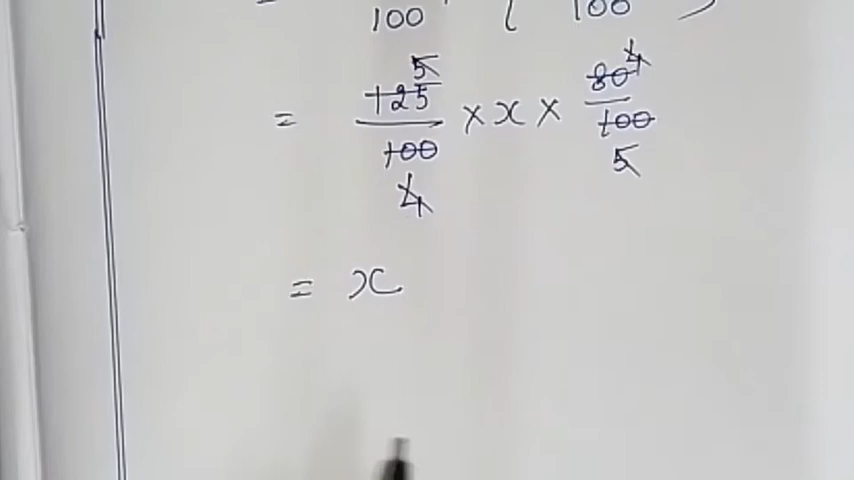 = 100 ( 100 )
= 125/100 × x × 80/100
5 4
4 5
= x